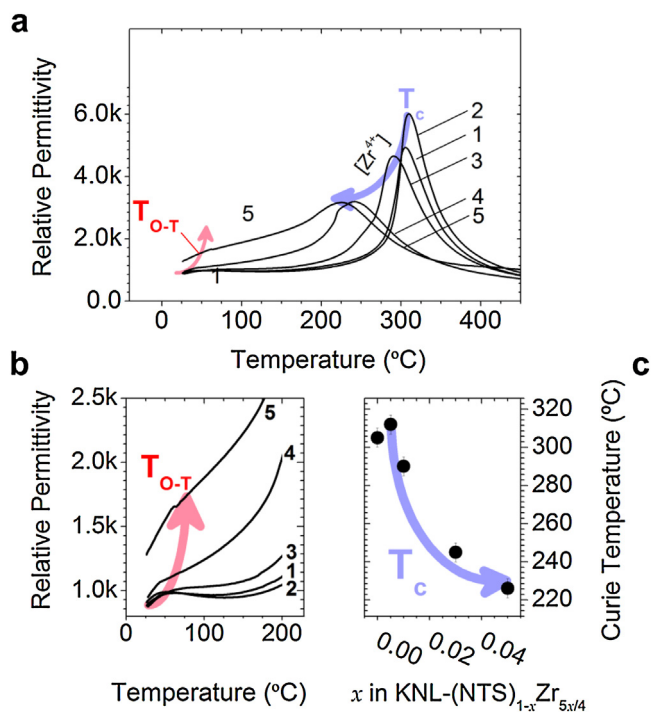 a
Relative Permittivity
6.0k
4.0k
2.0k
0.0
T_c
[Zr^4+]
2
1
3
4
5
5
T_O-T
1
0 100 200 300 400
Temperature (ºC)
b
Relative Permittivity
2.5k
2.0k
1.5k
1.0k
5
T_O-T
4
3
1
2
0 100 200
Temperature (ºC)
c
320
300
280
260
240
220
Curie Temperature (ºC)
T_c
0.00 0.02 0.04
x in KNL-(NTS)_1-x Zr_5x/4